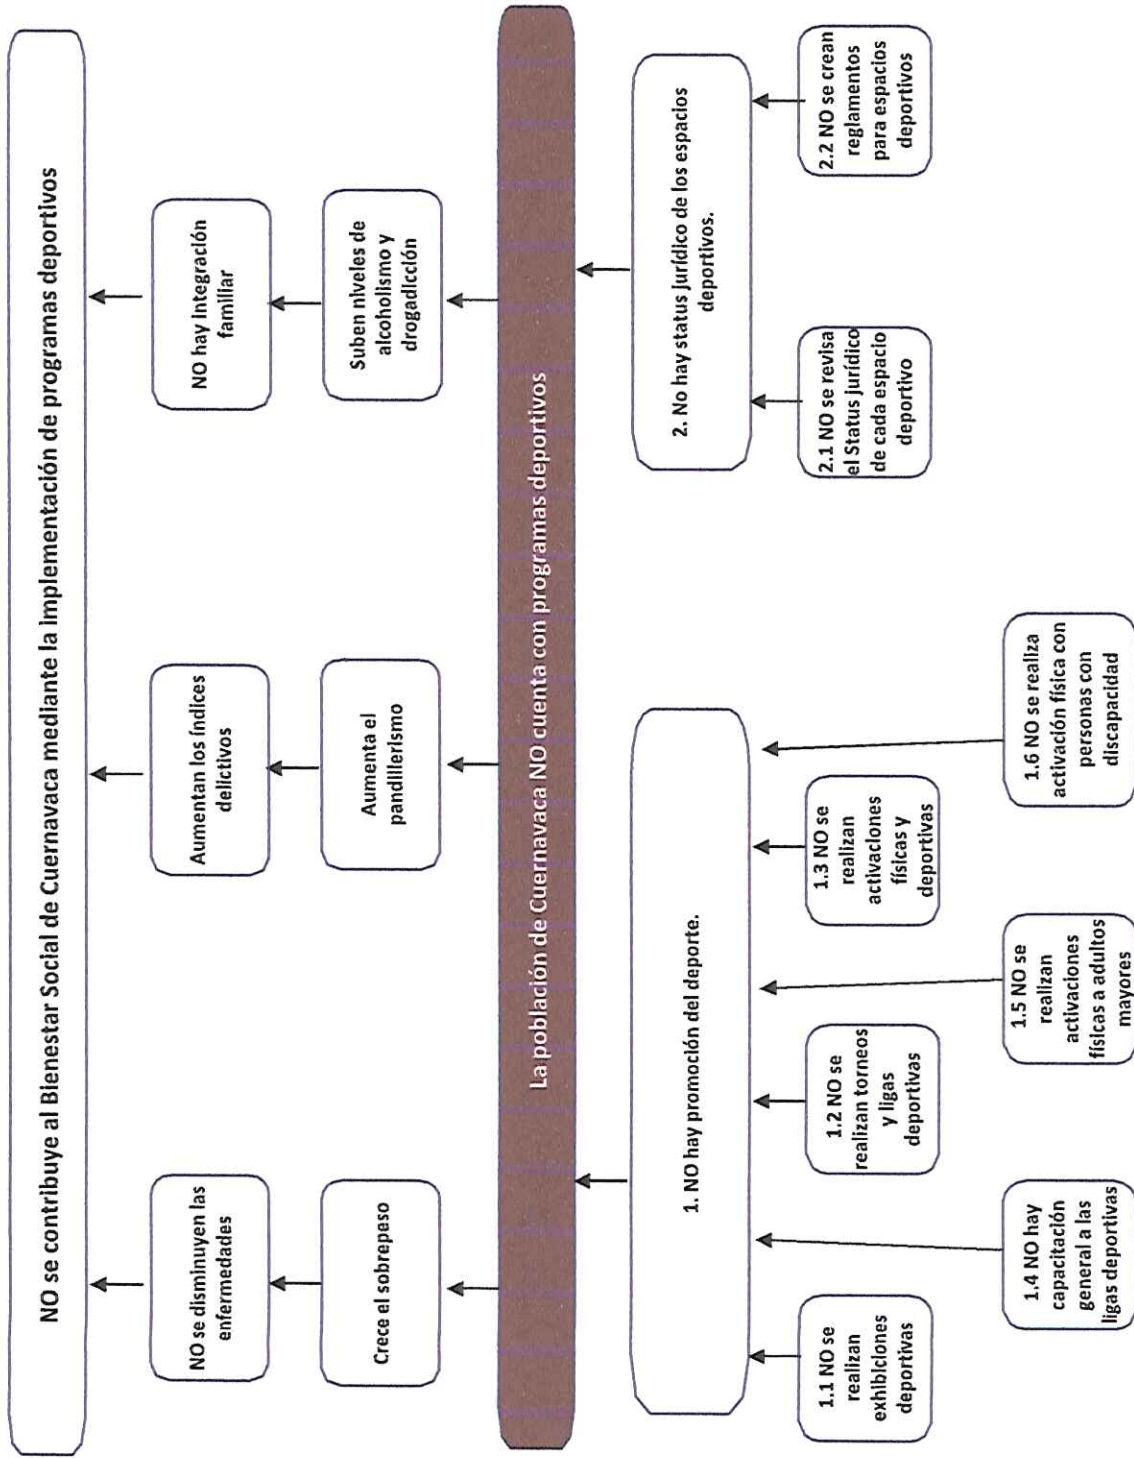 NO se contribuye al Bienestar Social de Cuernavaca mediante la implementación de programas deportivos
NO se disminuyen las
enfermedades
Aumentan los índices
delictivos
NO hay Integración
familiar
Crece el sobrepeso
Aumenta el
pandillerismo
Suben niveles de
alcoholismo y
drogadicción
La población de Cuernavaca NO cuenta con programas deportivos
1. NO hay promoción del deporte.
2. No hay status jurídico de los espacios
deportivos.
1.1 NO se
realizan
exhibiciones
deportivas
1.2 NO se
realizan torneos
y ligas
deportivas
1.3 NO se
realizan
activaciones
físicas y
deportivas
2.1 NO se revisa
el Status jurídico
de cada espacio
deportivo
2.2 NO se crean
reglamentos
para espacios
deportivos
1.4 NO hay
capacitación
general a las
ligas deportivas
1.5 NO se
realizan
activaciones
físicas a adultos
mayores
1.6 NO se realiza
activación física con
personas con
discapacidad